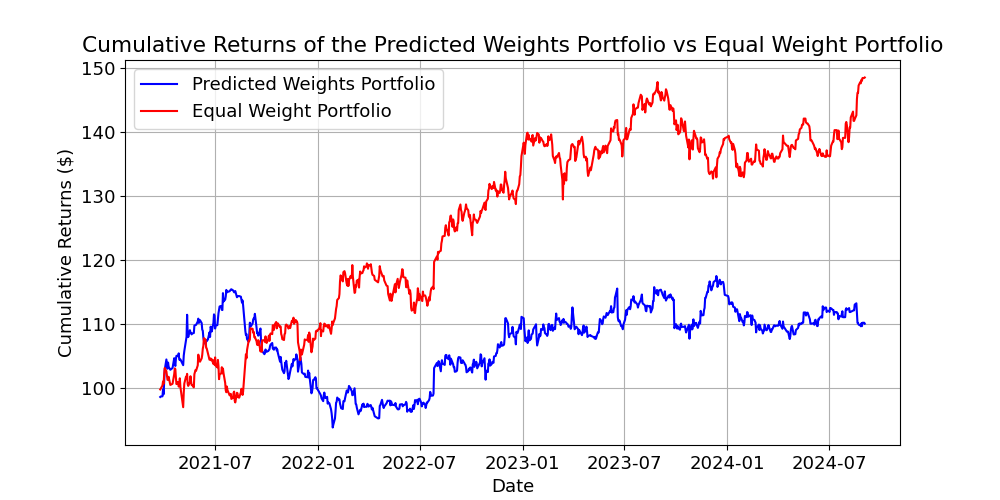 Cumulative Returns of the Predicted Weights Portfolio vs Equal Weight Portfolio
Predicted Weights Portfolio
Equal Weight Portfolio
Cumulative Returns ($)
150
140
130
120
110
100
2021-07 2022-01 2022-07 2023-01 2023-07 2024-01 2024-07
Date